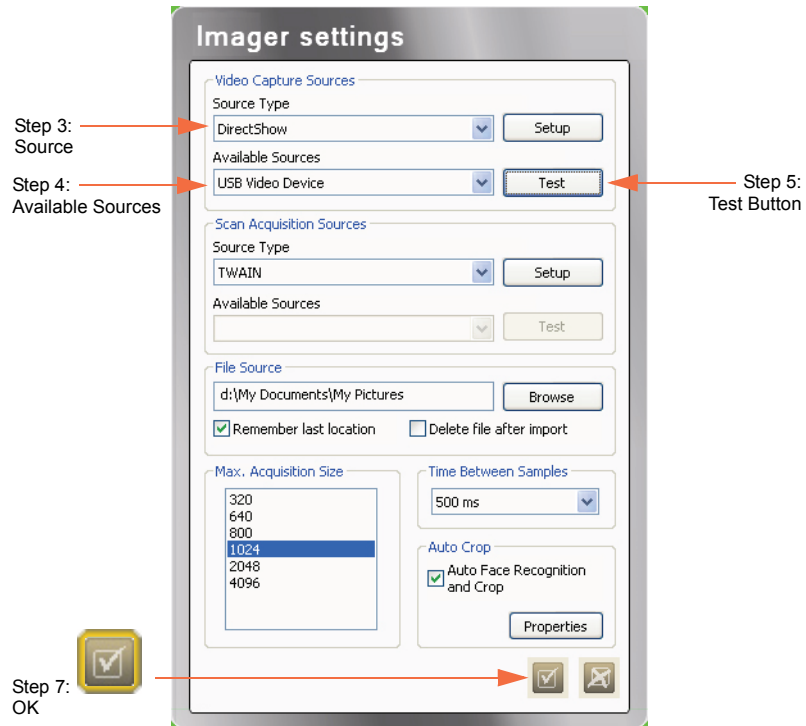 Imager settings
Video Capture Sources
Source Type
Step 3:
Source
DirectShow
Setup
Available Sources
Step 4:
Available Sources
USB Video Device
Test
Step 5:
Test Button
Scan Acquisition Sources
Source Type
TWAIN
Setup
Available Sources
Test
File Source
d:\My Documents\My Pictures
Browse
Remember last location
Delete file after import
Max. Acquisition Size
320
640
800
1024
2048
4096
Time Between Samples
500 ms
Auto Crop
Auto Face Recognition
and Crop
Properties
Step 7:
OK